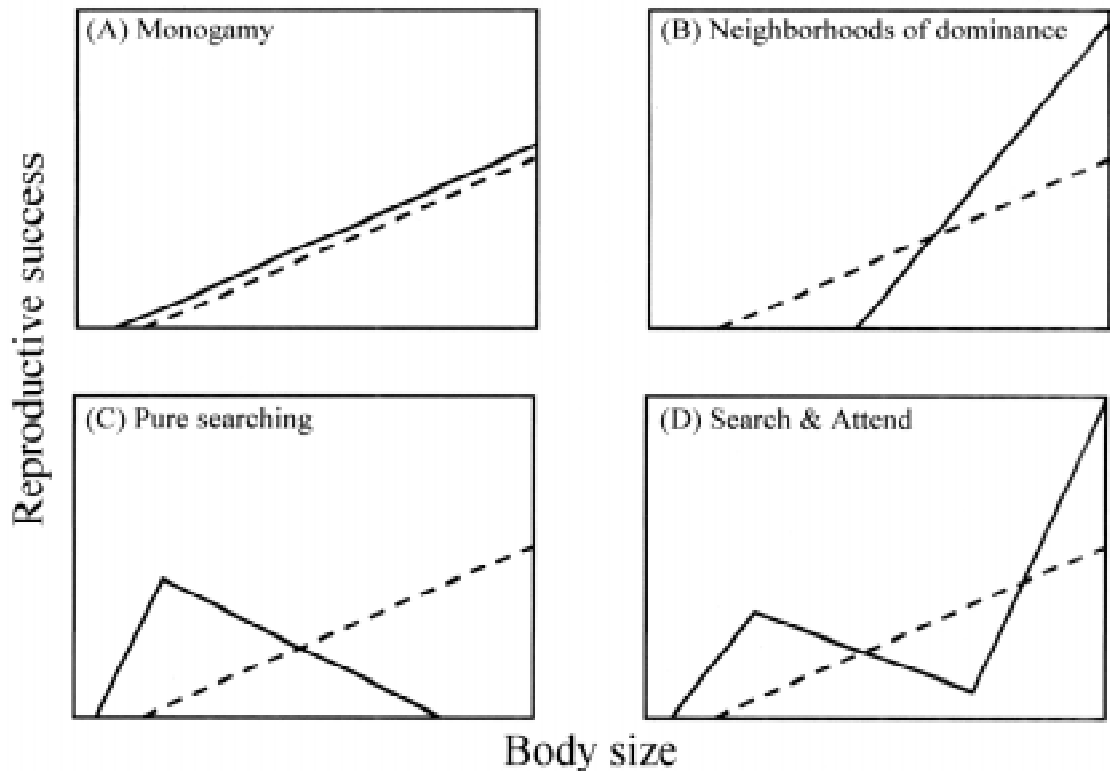 (A) Monogamy
(B) Neighborhoods of dominance
(C) Pure searching
(D) Search & Attend
Reproductive success
Body size